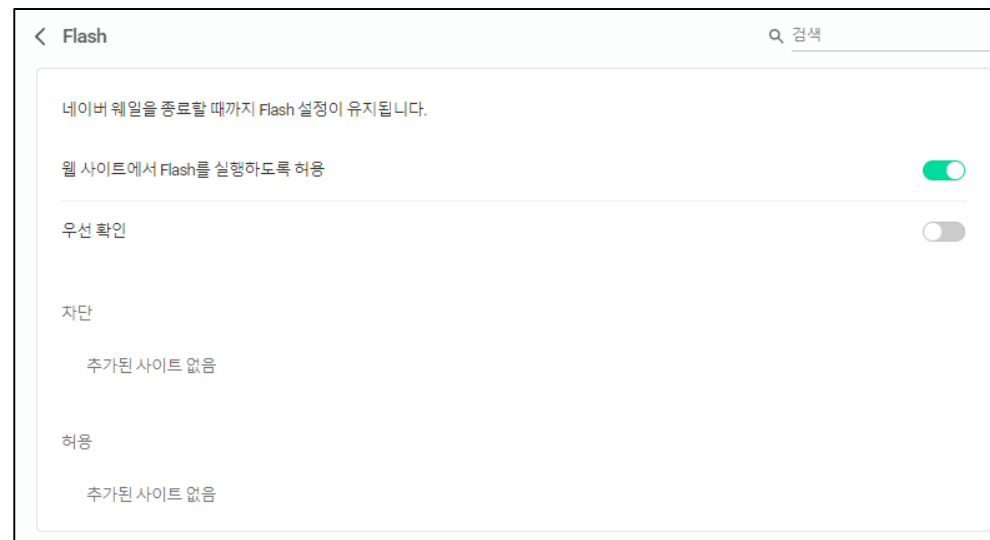 Flash
검색
네이버 웨일을 종료할 때까지 Flash 설정이 유지됩니다.
웹 사이트에서 Flash를 실행하도록 허용
우선 확인
차단
추가된 사이트 없음
허용
추가된 사이트 없음